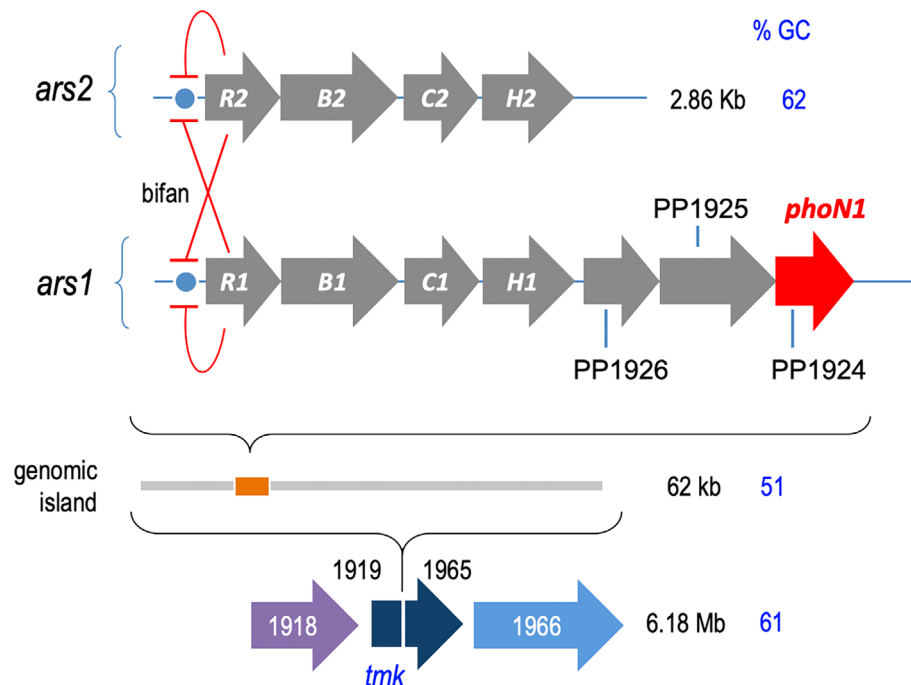 % GC
ars2
R2 B2 C2 H2
2.86 Kb 62
bifan
PP1925 phoN1
ars1
R1 B1 C1 H1
PP1926 PP1924
genomic
island
62 kb 51
1919 1965
1918 1966
6.18 Mb 61
tmk